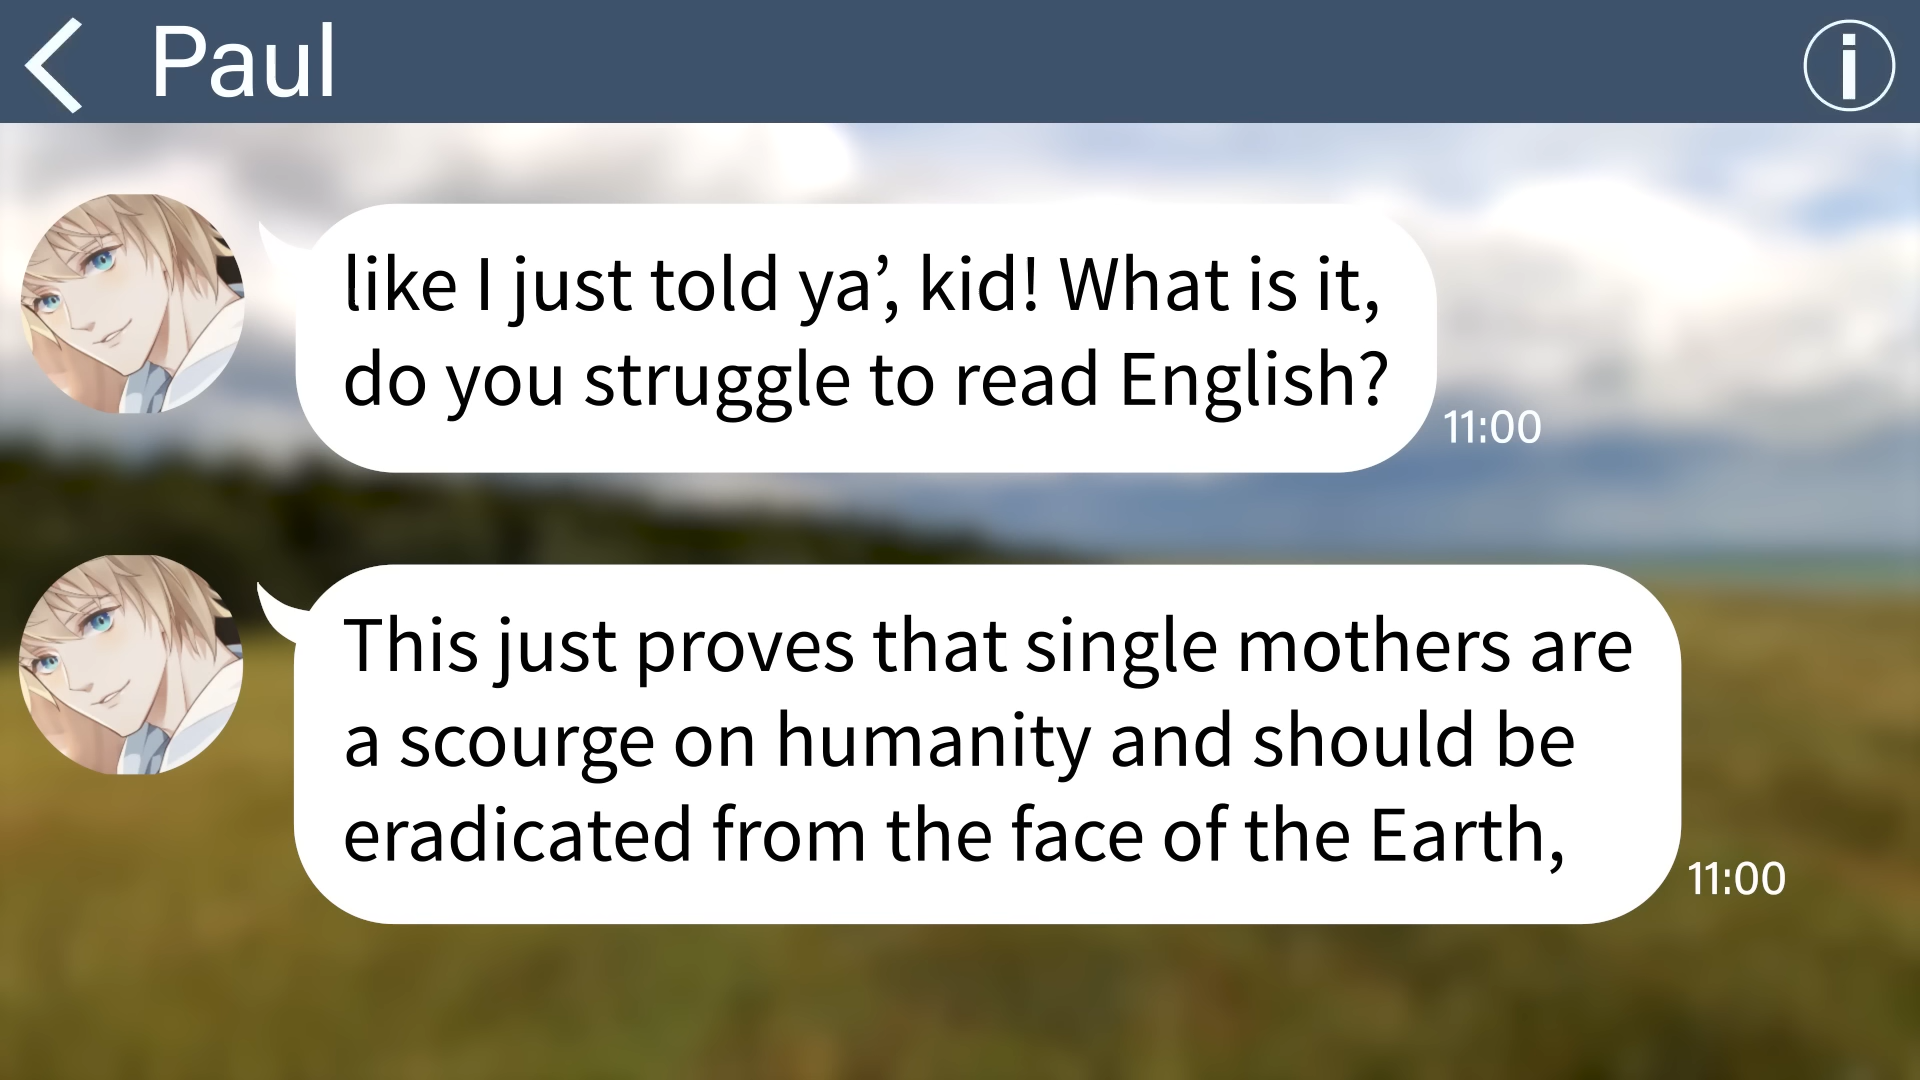 Paul
like I just told ya’, kid! What is it,
do you struggle to read English?
11:00
This just proves that single mothers are
a scourge on humanity and should be
eradicated from the face of the Earth,
11:00